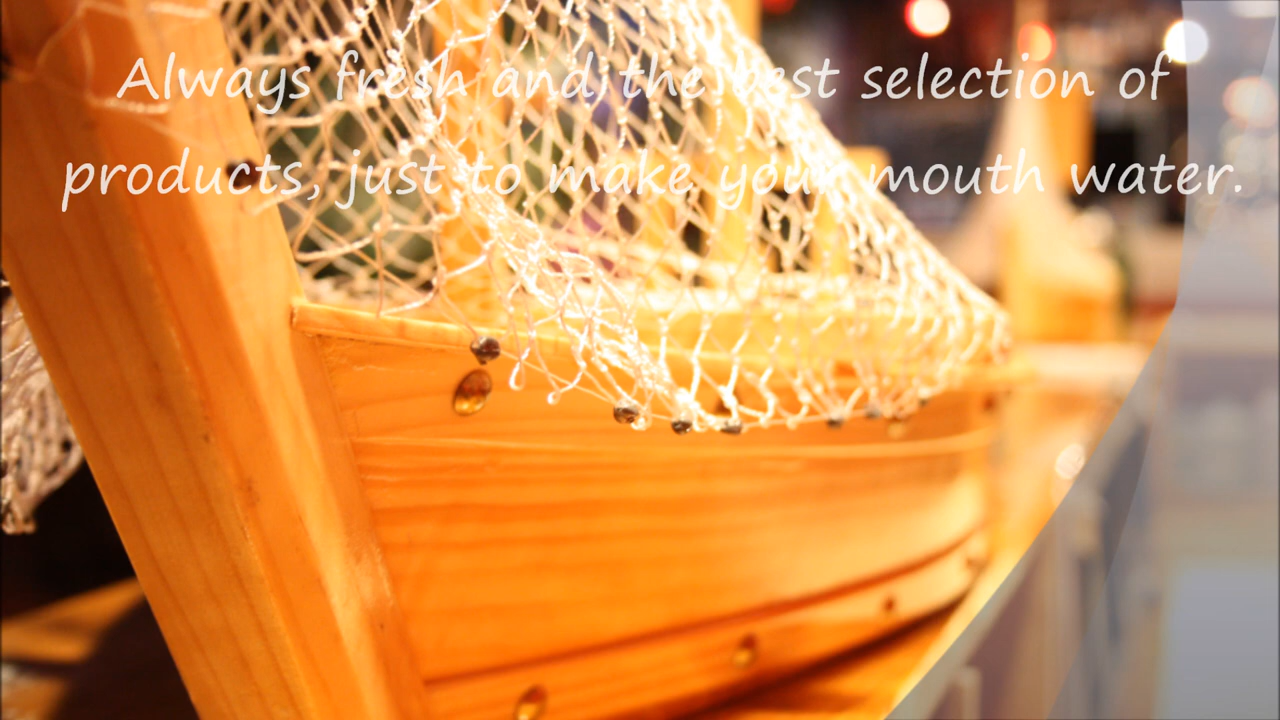 Always fresh and the best selection of
products, just to make your mouth water.